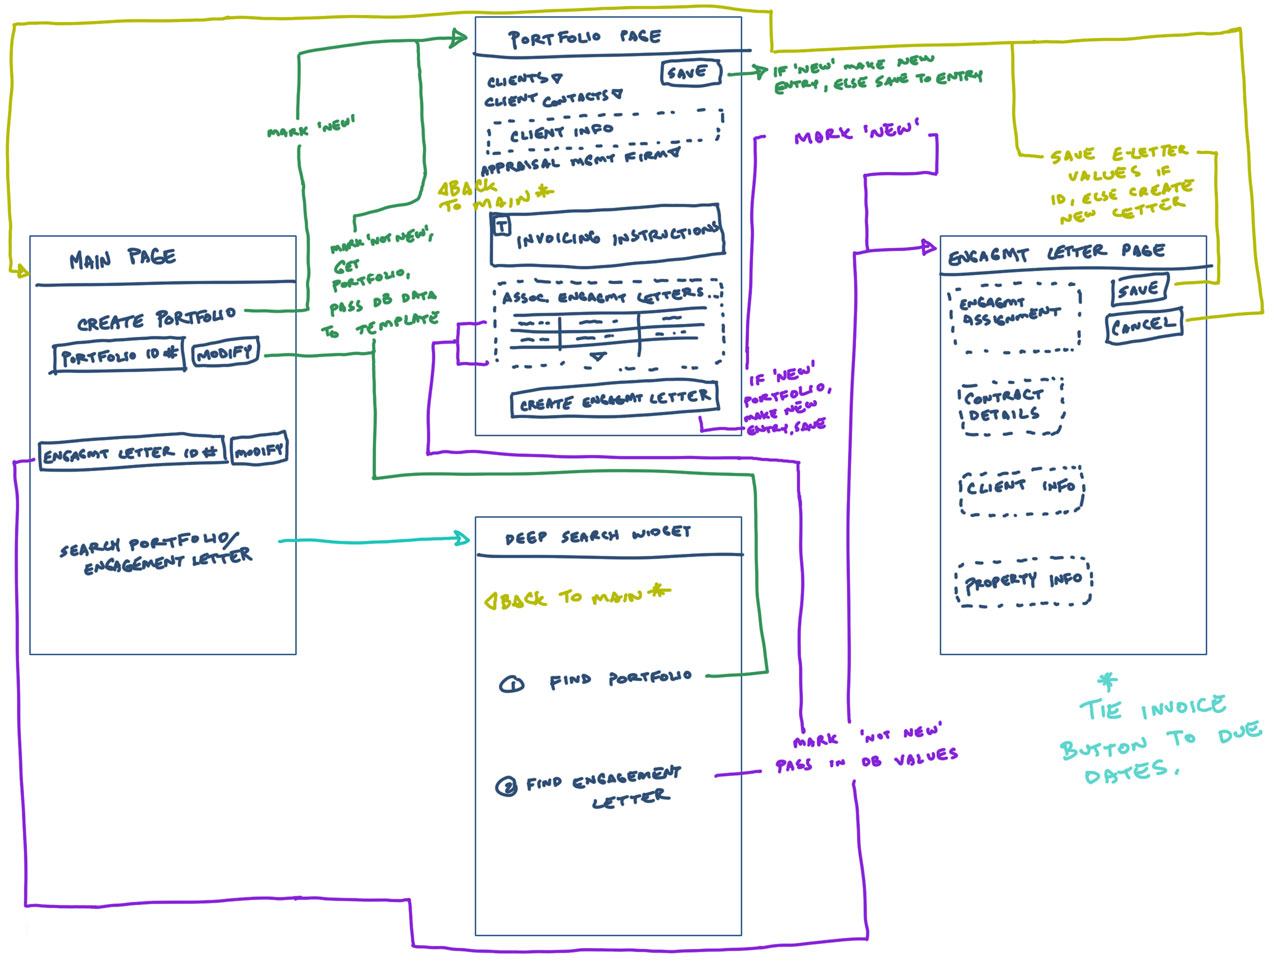 PORTFOLIO PAGE
CLIENTS
SAVE
IF 'NEW' MAKE NEW
ENTRY, ELSE SAVE TO ENTRY
CLIENT CONTACTS
CLIENT INFO
APPRAISAL MGMT FIRM
BACK
TO MAIN *
T
INVOICING INSTRUCTIONS
ASSOC. ENGAGMT LETTERS...
CREATE ENGAGMT LETTER
MARK 'NEW'
MARK 'NOT NEW',
GET
PORTFOLIO,
PASS DB DATA
TO TEMPLATE
MAIN PAGE
CREATE PORTFOLIO
PORTFOLIO ID #
MODIFY
ENGAGMT LETTER ID #
MODIFY
SEARCH PORTFOLIO/
ENGAGEMENT LETTER
DEEP SEARCH WIDGET
BACK TO MAIN *
1 FIND PORTFOLIO
2 FIND ENGAGEMENT
LETTER
MARK 'NEW'
IF 'NEW'
PORTFOLIO,
MAKE NEW
ENTRY, SAVE
MARK 'NOT NEW'
PASS IN DB VALUES
SAVE E-LETTER
VALUES IF
ID, ELSE CREATE
NEW LETTER
ENGAGMT LETTER PAGE
ENGAGMT
ASSIGNMENT
SAVE
CANCEL
CONTRACT
DETAILS
CLIENT INFO
PROPERTY INFO
*
TIE INVOICE
BUTTON TO DUE
DATES.